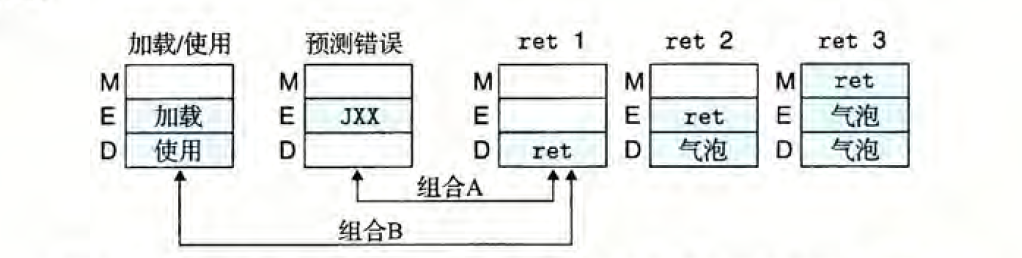 加载/使用 预测错误 ret 1 ret 2 ret 3
M M M M M ret
E 加载 E JXX E E ret E 气泡
D 使用 D D ret D 气泡 D 气泡
组合A
组合B